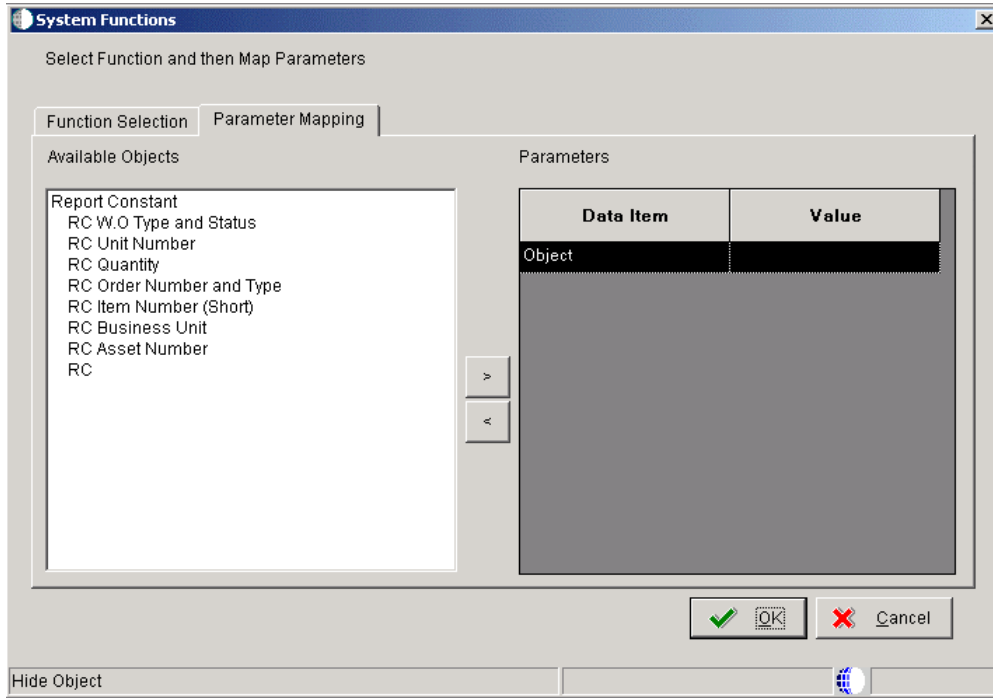 System Functions
Select Function and then Map Parameters
Function Selection
Parameter Mapping
Available Objects
Report Constant
RC W.O Type and Status
RC Unit Number
RC Quantity
RC Order Number and Type
RC Item Number (Short)
RC Business Unit
RC Asset Number
RC
>
<
Parameters
Data Item Value
Object
OK
Cancel
Hide Object